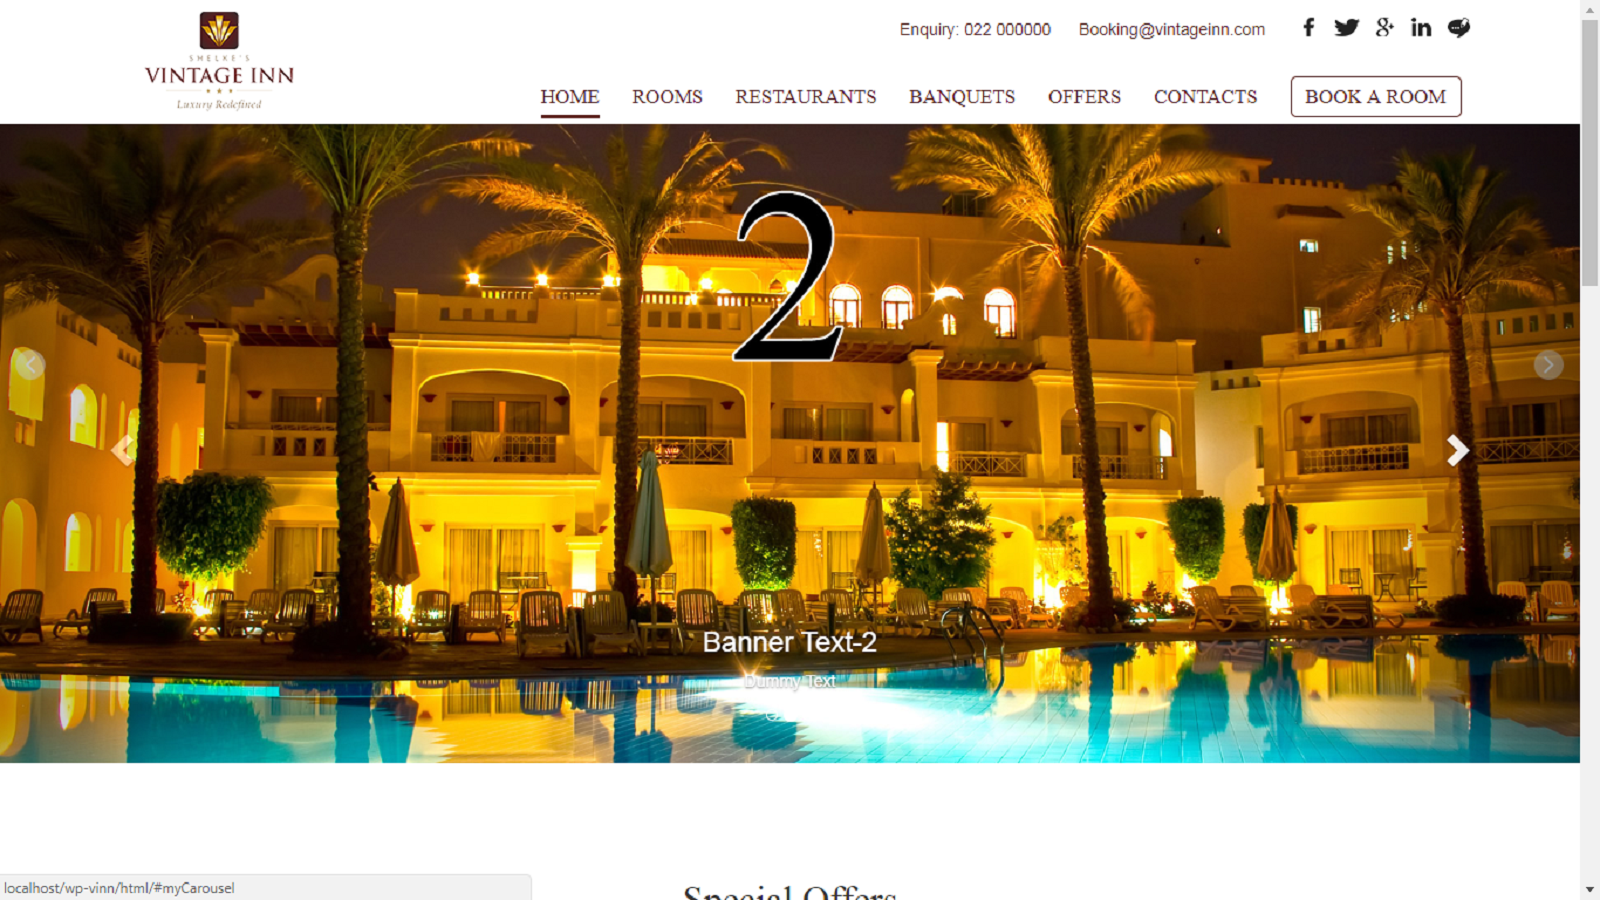 Enquiry: 022 000000 Booking@vintageinn.com
SHELKE'S
VINTAGE INN
Luxury Redefined
HOME ROOMS RESTAURANTS BANQUETS OFFERS CONTACTS BOOK A ROOM
2
Banner Text-2
Dummy Text
Special Offers
localhost/wp-vinn/html/#myCarousel